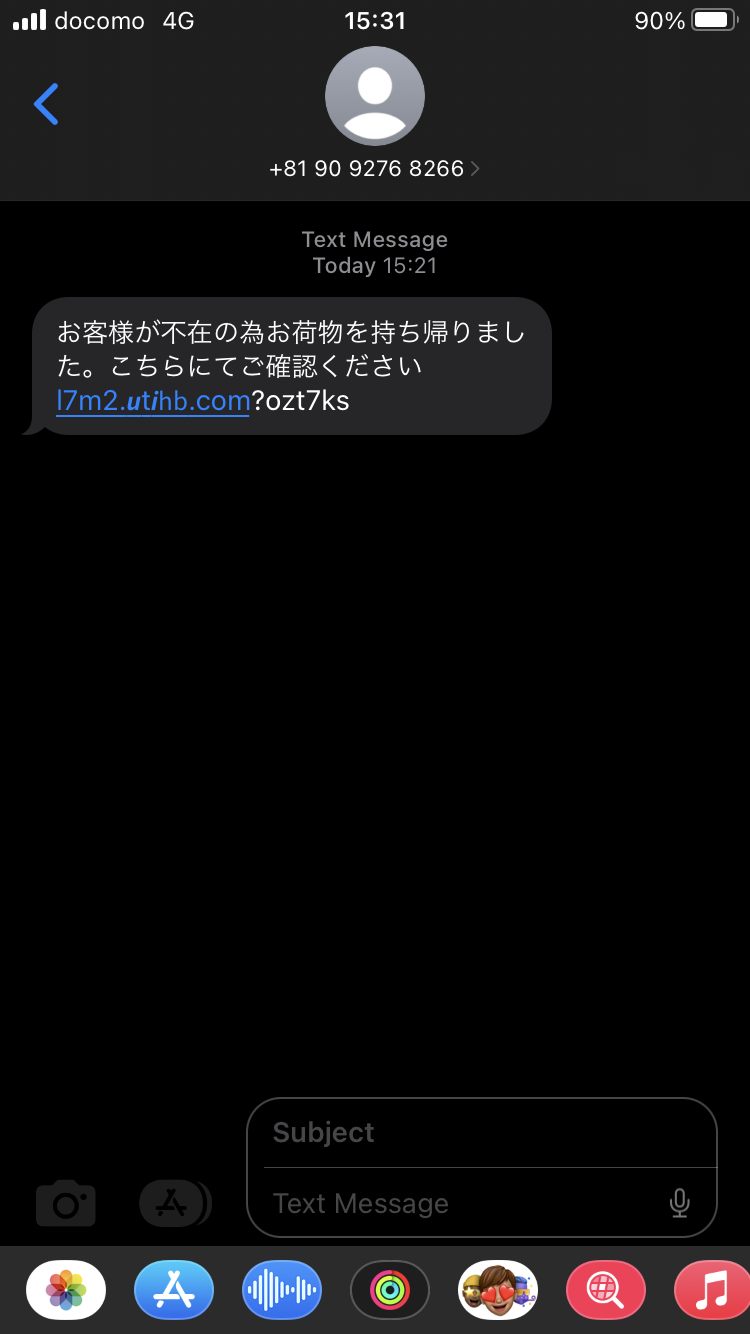 docomo 4G 15:31 90%
+81 90 9276 8266
Text Message
Today 15:21
お客様が不在の為お荷物を持ち帰りまし
た。こちらにてご確認ください
l7m2.𝙪t𝙞hb.com?ozt7ks
Subject
Text Message